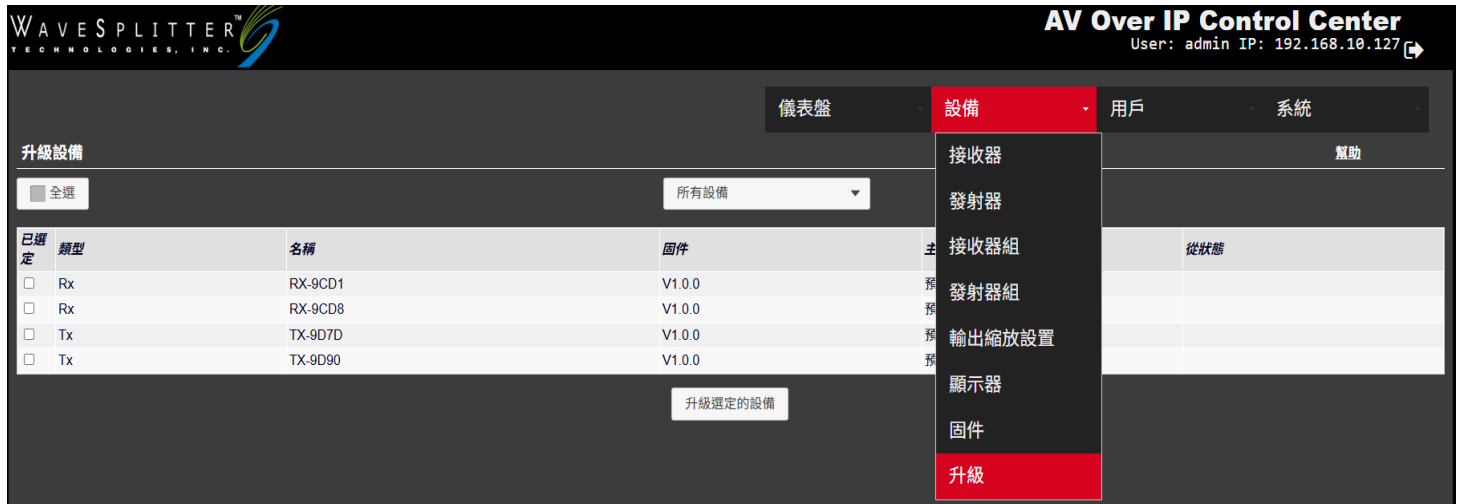 WAVESPLITTER™
TECHNOLOGIES, INC.
AV Over IP Control Center
User: admin IP: 192.168.10.127
儀表盤 設備 用戶 系統
升級設備 幫助
全選 所有設備
已選定 類型 名稱 固件 主 從狀態
Rx RX-9CD1 V1.0.0 預
Rx RX-9CD8 V1.0.0 預
Tx TX-9D7D V1.0.0 預
Tx TX-9D90 V1.0.0 預
升級選定的設備
接收器
發射器
接收器組
發射器組
輸出縮放設置
顯示器
固件
升級